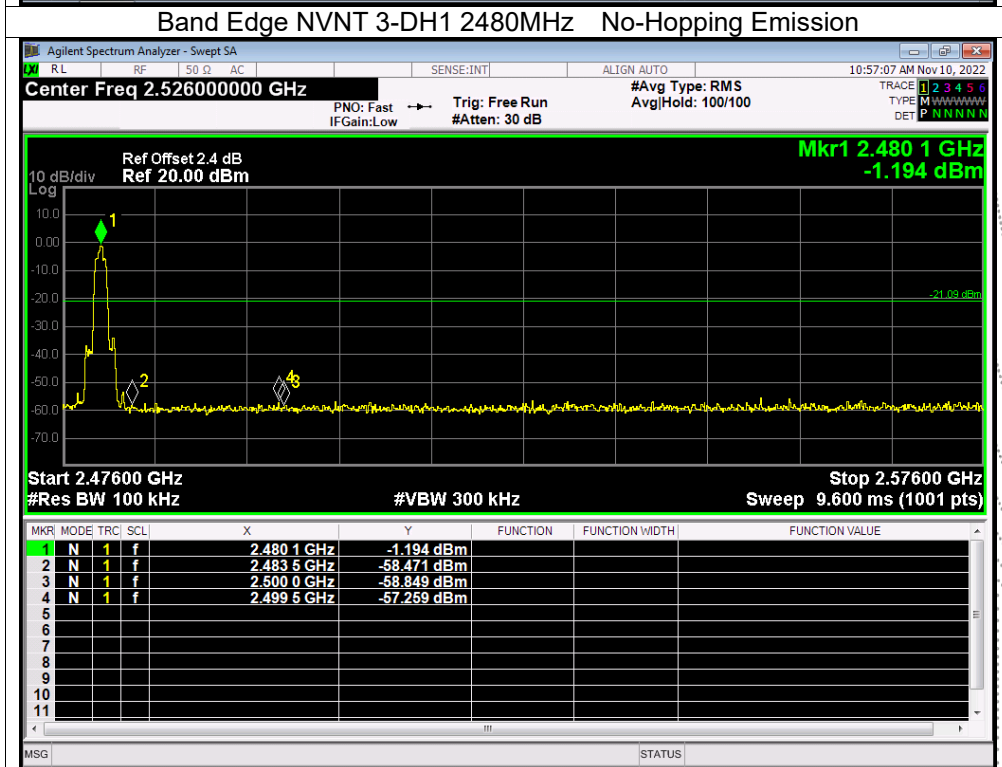 Band Edge NVNT 3-DH1 2480MHz No-Hopping Emission
Agilent Spectrum Analyzer - Swept SA
LXI RL RF 50 Ω AC SENSE:INT ALIGN AUTO 10:57:07 AM Nov 10, 2022
Center Freq 2.526000000 GHz #Avg Type: RMS TRACE 1 2 3 4 5 6
PNO: Fast Trig: Free Run Avg|Hold: 100/100 TYPE M WWWWW
IFGain:Low #Atten: 30 dB DET P N N N N N
Mkr1 2.480 1 GHz
Ref Offset 2.4 dB
10 dB/div Ref 20.00 dBm -1.194 dBm
Log
10.0
1
0.00
-10.0
-20.0
-21.09 dBm
-30.0
-40.0
-50.0
2 4 3
-60.0
-70.0
Start 2.47600 GHz Stop 2.57600 GHz
#Res BW 100 kHz #VBW 300 kHz Sweep 9.600 ms (1001 pts)
MKR MODE TRC SCL X Y FUNCTION FUNCTION WIDTH FUNCTION VALUE
1 N 1 f 2.480 1 GHz -1.194 dBm
2 N 1 f 2.483 5 GHz -58.471 dBm
3 N 1 f 2.500 0 GHz -58.849 dBm
4 N 1 f 2.499 5 GHz -57.259 dBm
5
6
7
8
9
10
11
MSG STATUS